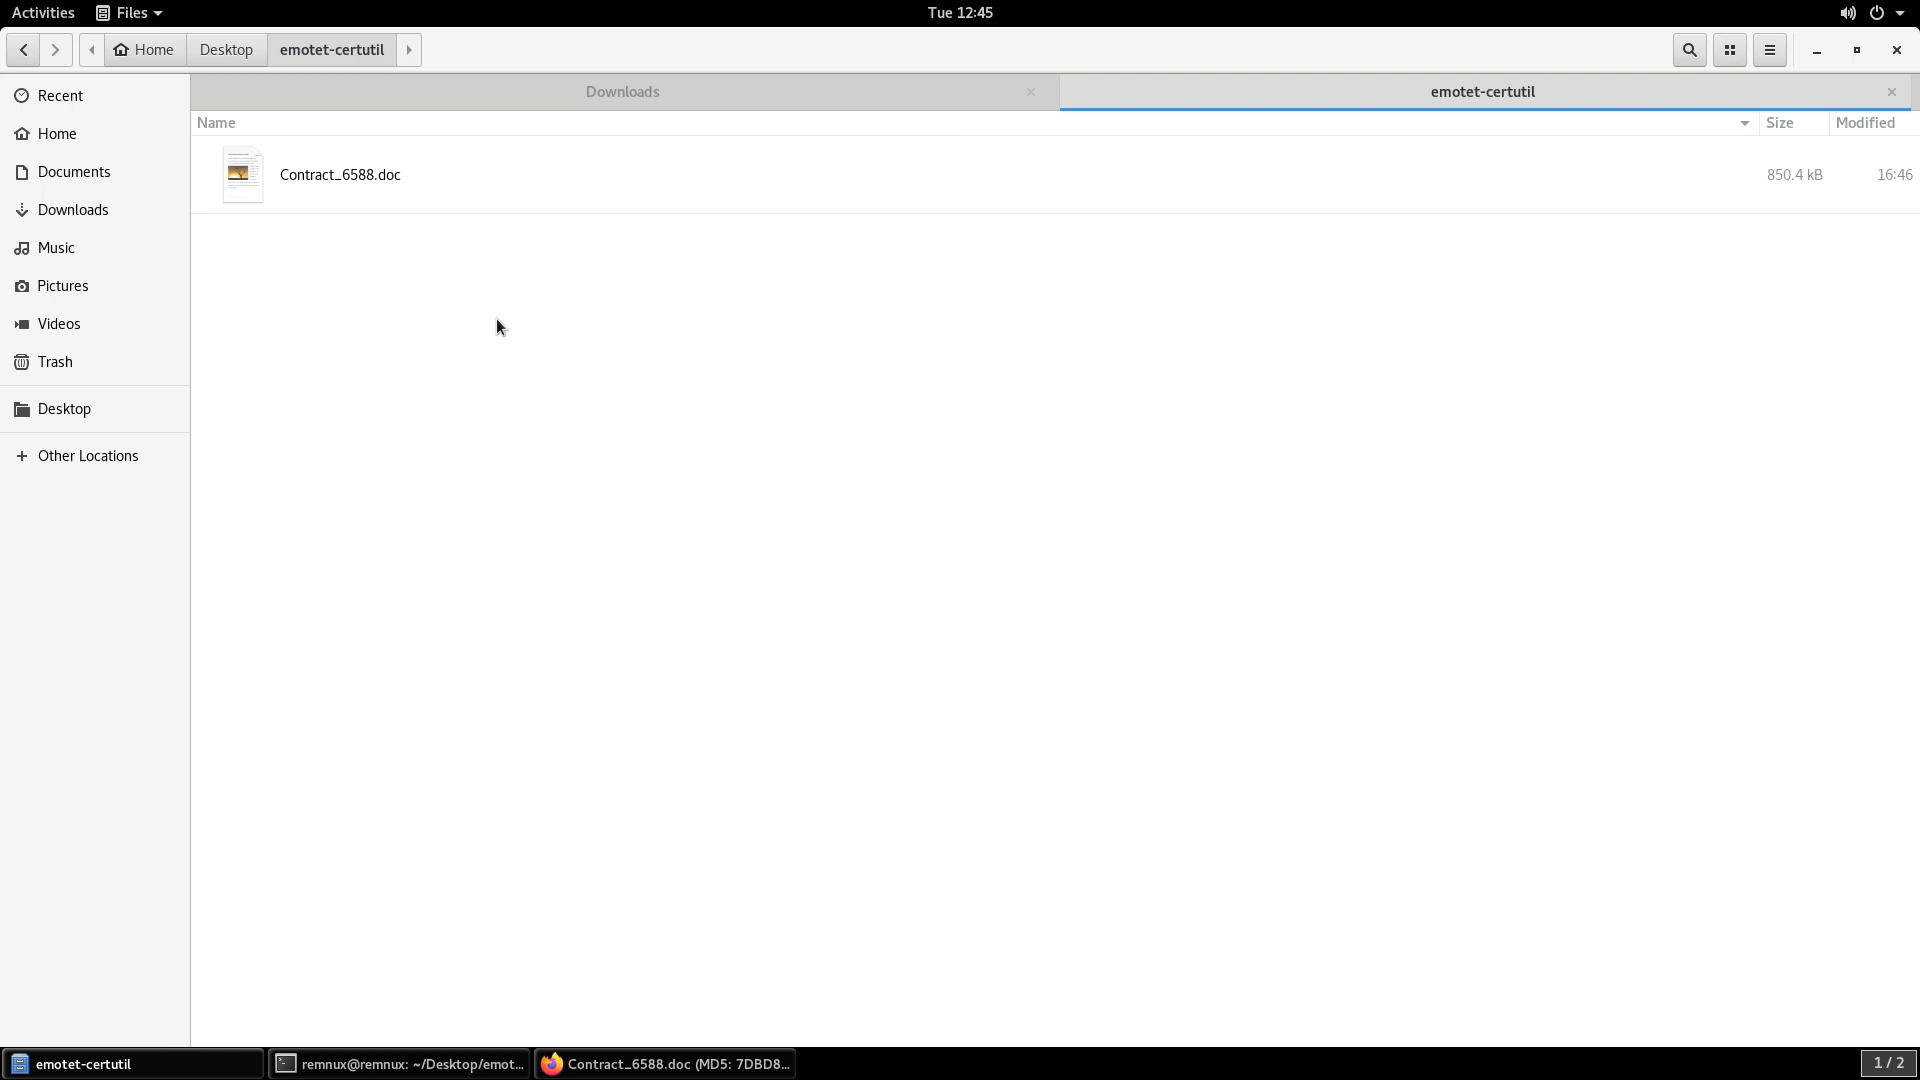 Activities Files Tue 12:45
Home Desktop emotet-certutil
Recent
Home
Documents
Downloads
Music
Pictures
Videos
Trash
Desktop
+ Other Locations
Downloads emotet-certutil
Name Size Modified
Contract_6588.doc 850.4 kB 16:46
emotet-certutil remnux@remnux: ~/Desktop/emot... Contract_6588.doc (MD5: 7DBD8... 1 / 2